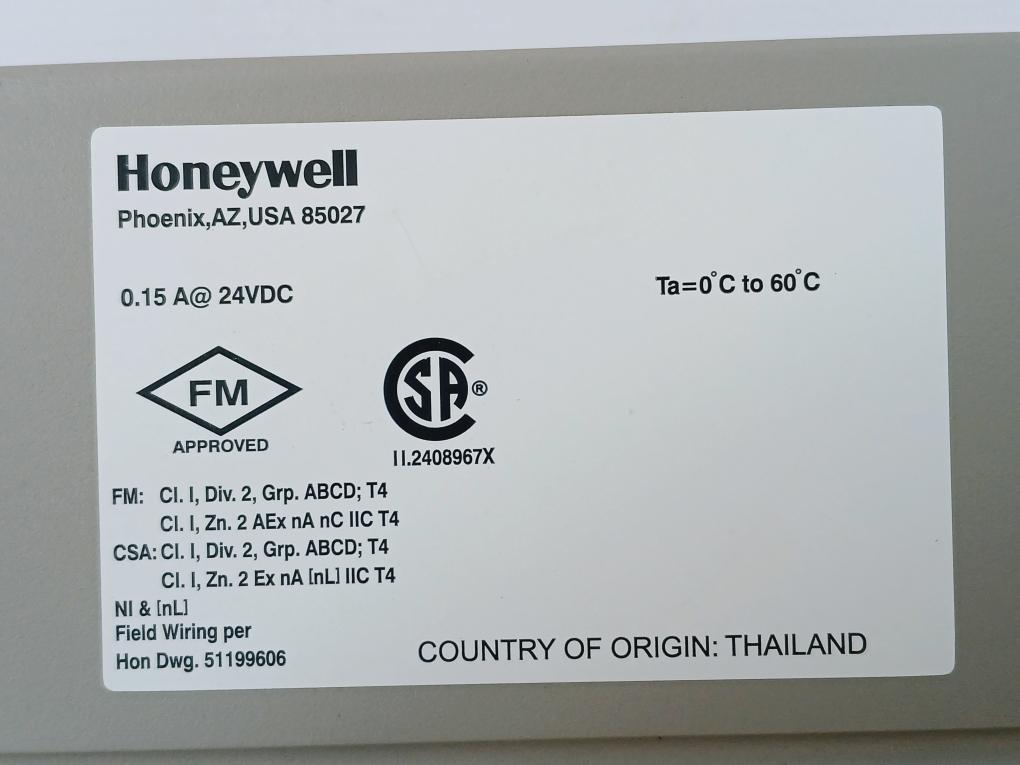 Honeywell
Phoenix,AZ,USA 85027
0.15 A@ 24VDC
Ta=0°C to 60°C
FM
APPROVED
CSA®
II.2408967X
FM: Cl. I, Div. 2, Grp. ABCD; T4
Cl. I, Zn. 2 AEx nA nC IIC T4
CSA: Cl. I, Div. 2, Grp. ABCD; T4
Cl. I, Zn. 2 Ex nA [nL] IIC T4
NI & [nL]
Field Wiring per
Hon Dwg. 51199606
COUNTRY OF ORIGIN: THAILAND